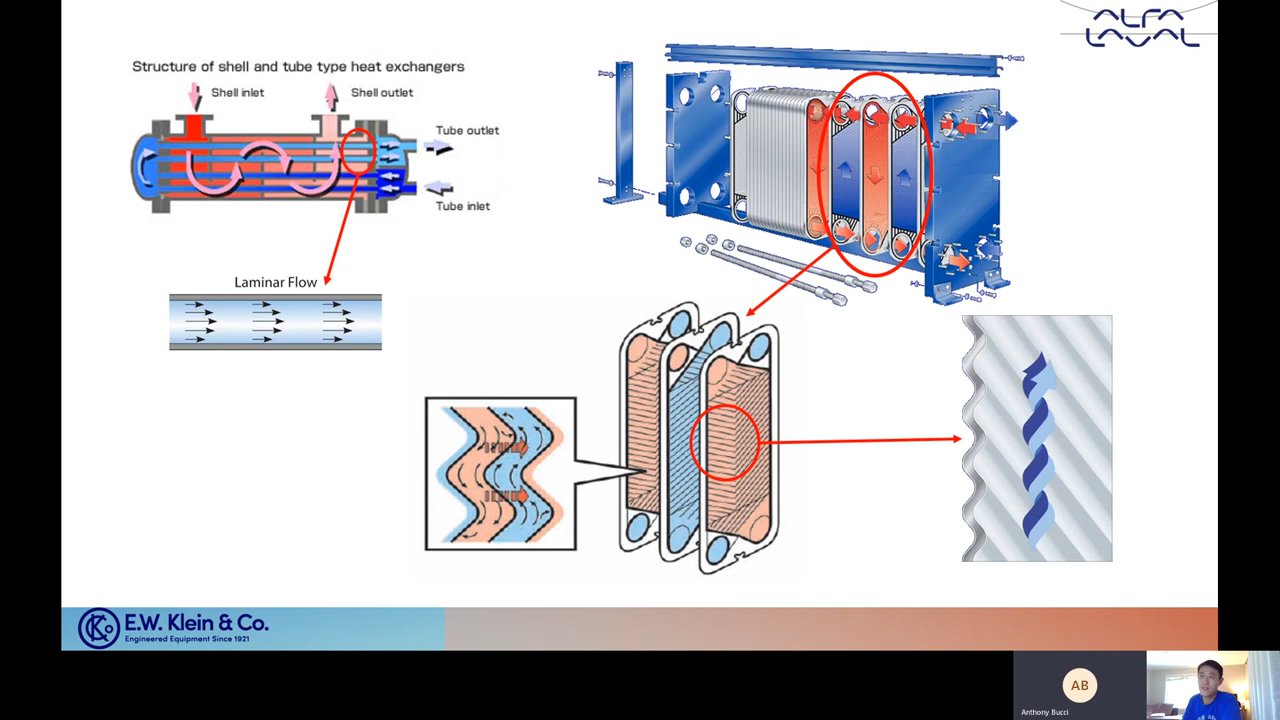 ALFA
LAVAL
Structure of shell and tube type heat exchangers
Shell inlet
Shell outlet
Tube outlet
Tube inlet
Laminar Flow
E.W. Klein & Co.
Engineered Equipment Since 1921
AB
Anthony Bucci